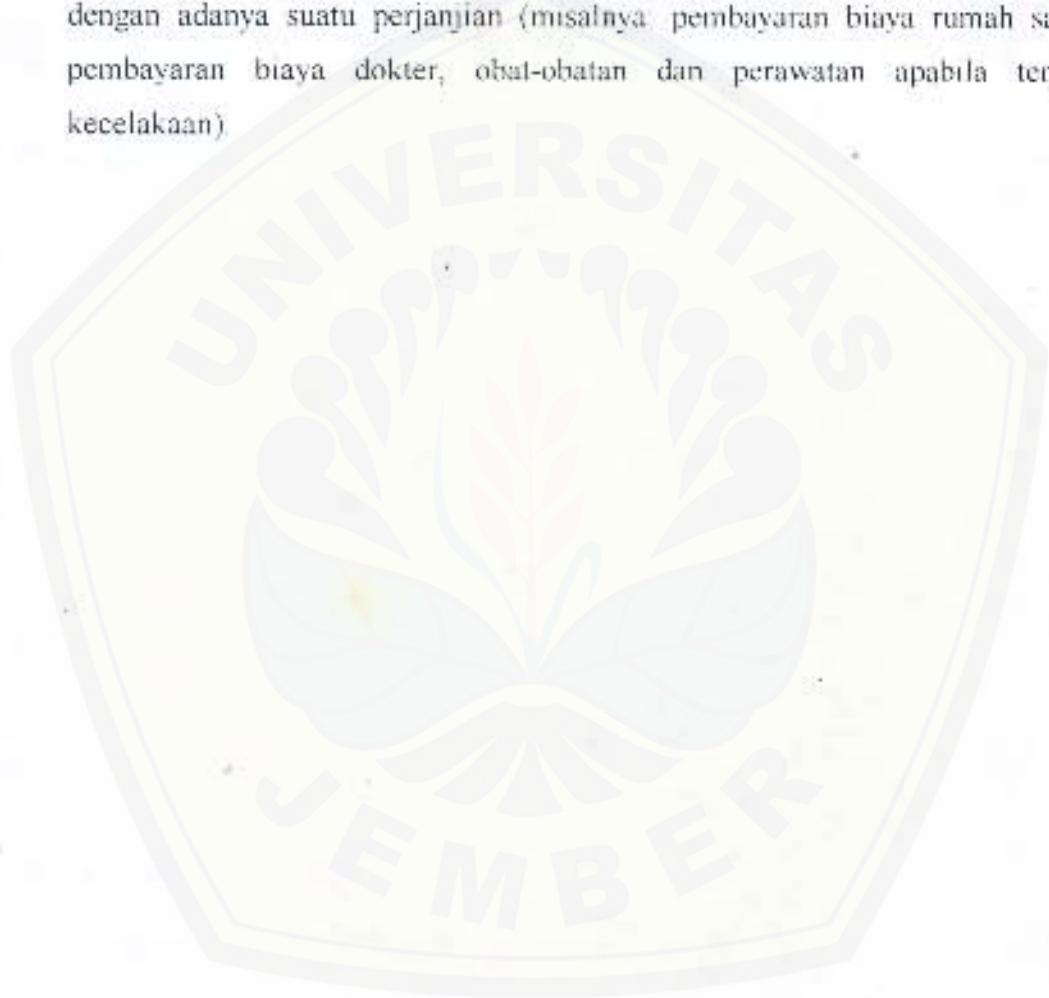 dengan adanya suatu perjanjian (misalnya pembayaran biaya rumah sa
pembayaran biaya dokter, obat-obatan dan perawatan apabila ter
kecelakaan)
UNIVERSITAS
JEMBER